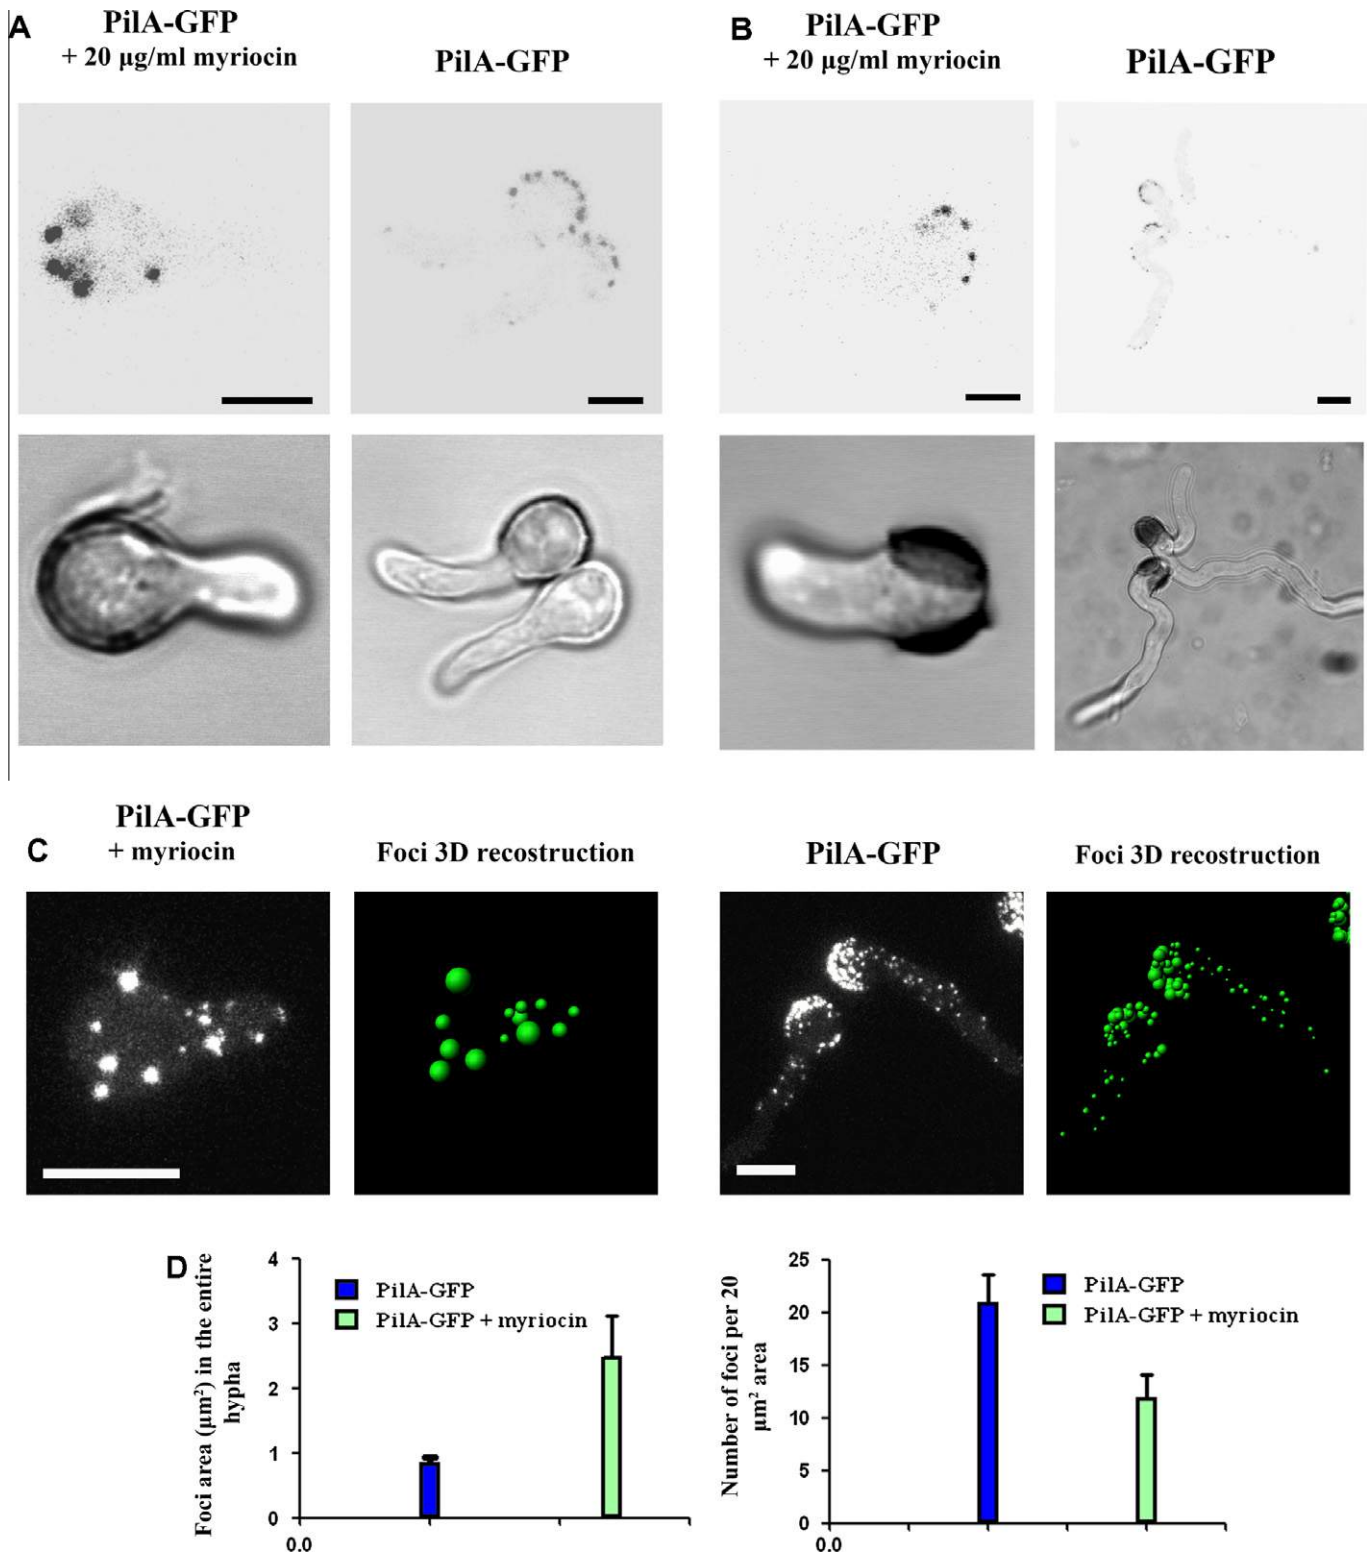 A
PilA-GFP
+ 20 μg/ml myriocin
PilA-GFP
B
PilA-GFP
+ 20 μg/ml myriocin
PilA-GFP
C
PilA-GFP
+ myriocin
Foci 3D recostruction
PilA-GFP
Foci 3D recostruction
D
Foci area (μm²) in the entire
hypha
4
3
2
1
0
0.0
PilA-GFP
PilA-GFP + myriocin
Number of foci per 20
μm² area
25
20
15
10
5
0
0.0
PilA-GFP
PilA-GFP + myriocin